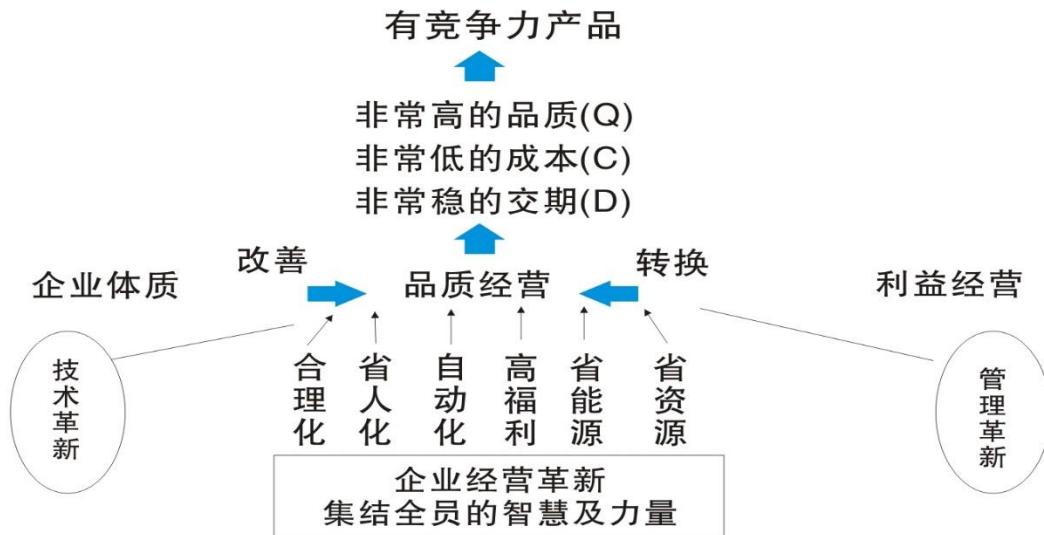 有竞争力产品
非常高的品质(Q)
非常低的成本(C)
非常稳的交期(D)
改善
转换
企业体质
品质经营
利益经营
技术革新
合理化
省人化
自动化
高福利
省能源
省资源
管理革新
企业经营革新
集结全员的智慧及力量